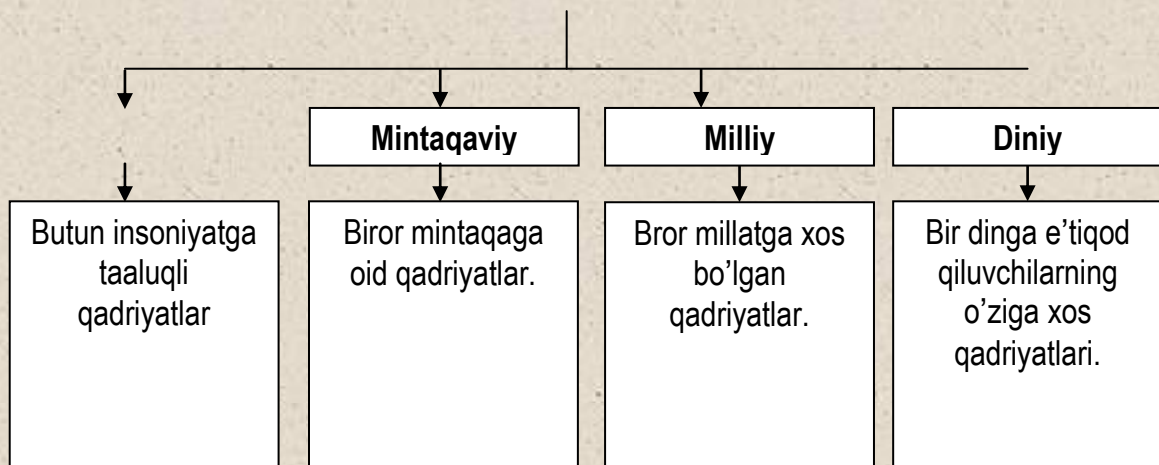 Mintaqaviy
Milliy
Diniy
Butun insoniyatga
taaluqli
qadriyatlar
Biror mintaqaga
oid qadriyatlar.
Bror millatga xos
bo’lgan
qadriyatlar.
Bir dinga e’tiqod
qiluvchilarning
o’ziga xos
qadriyatlari.